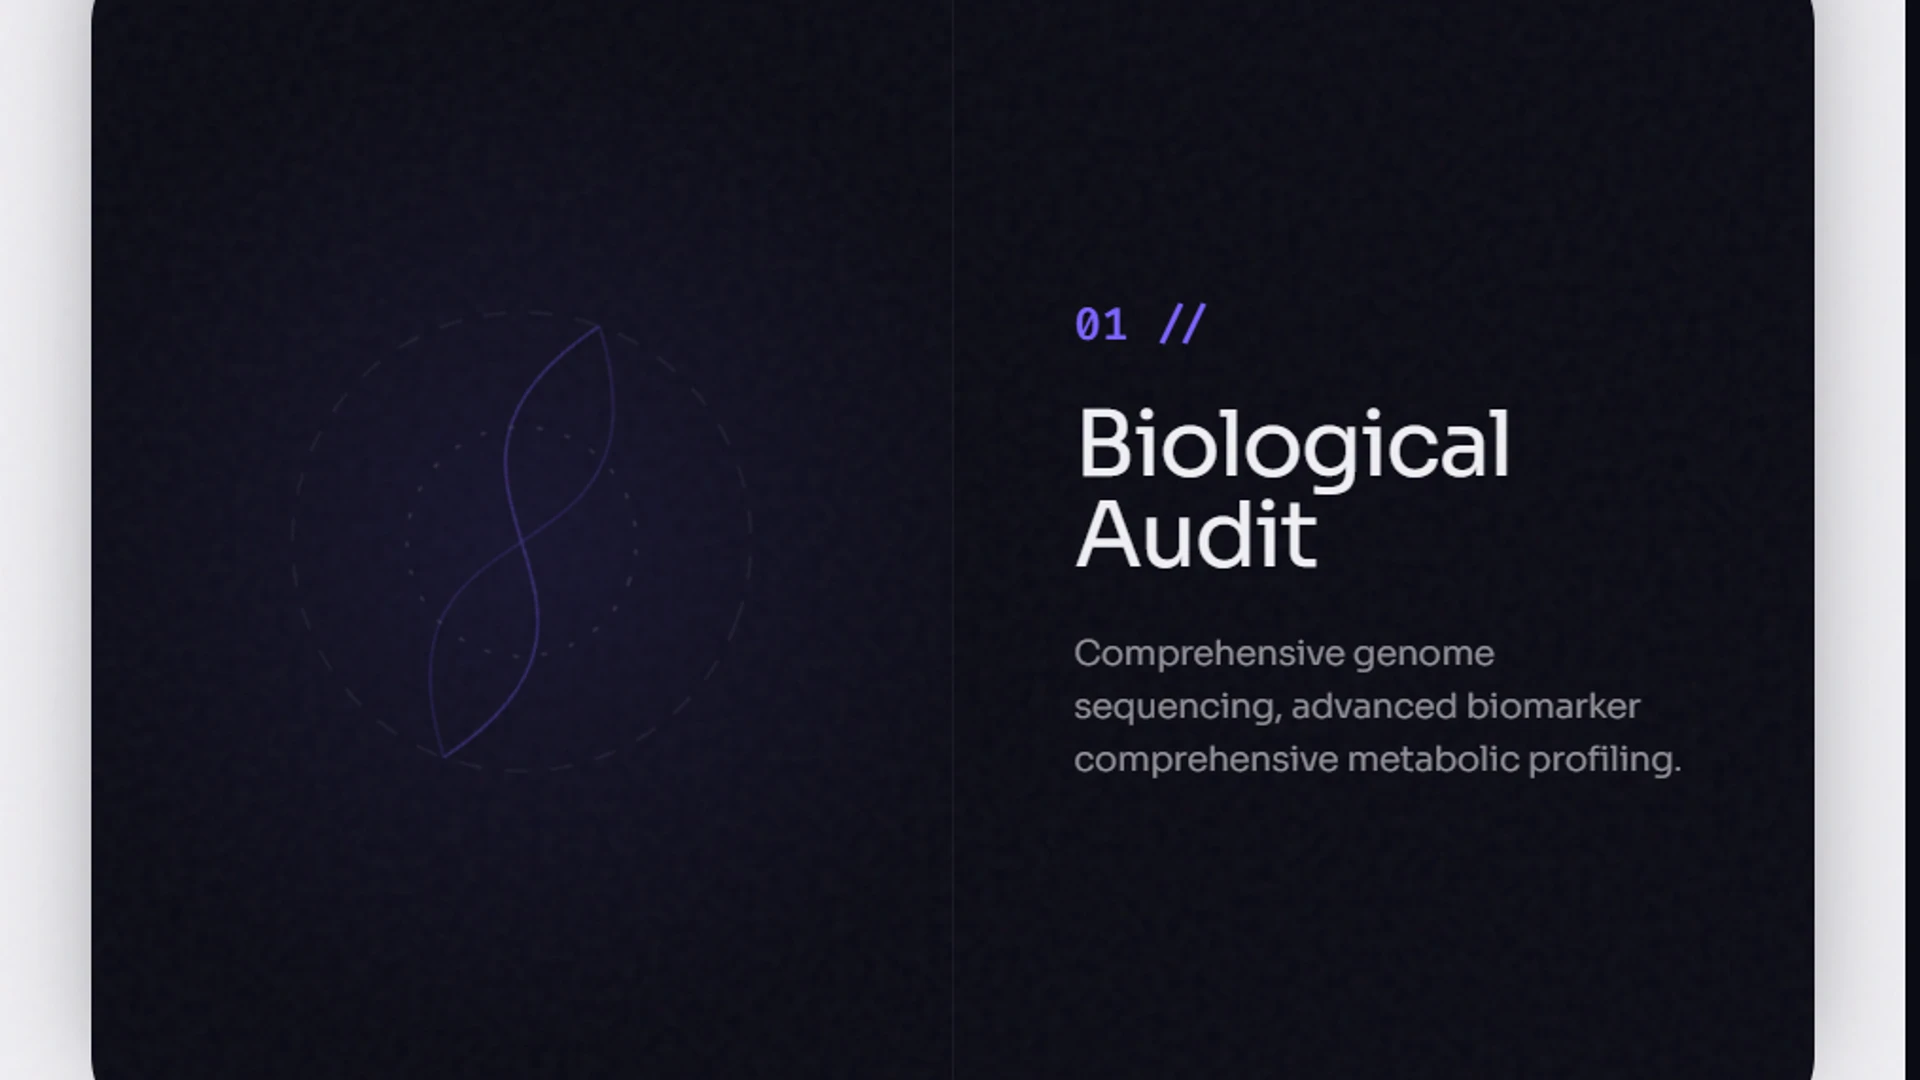 01 //
Biological
Audit
Comprehensive genome
sequencing, advanced biomarker
comprehensive metabolic profiling.